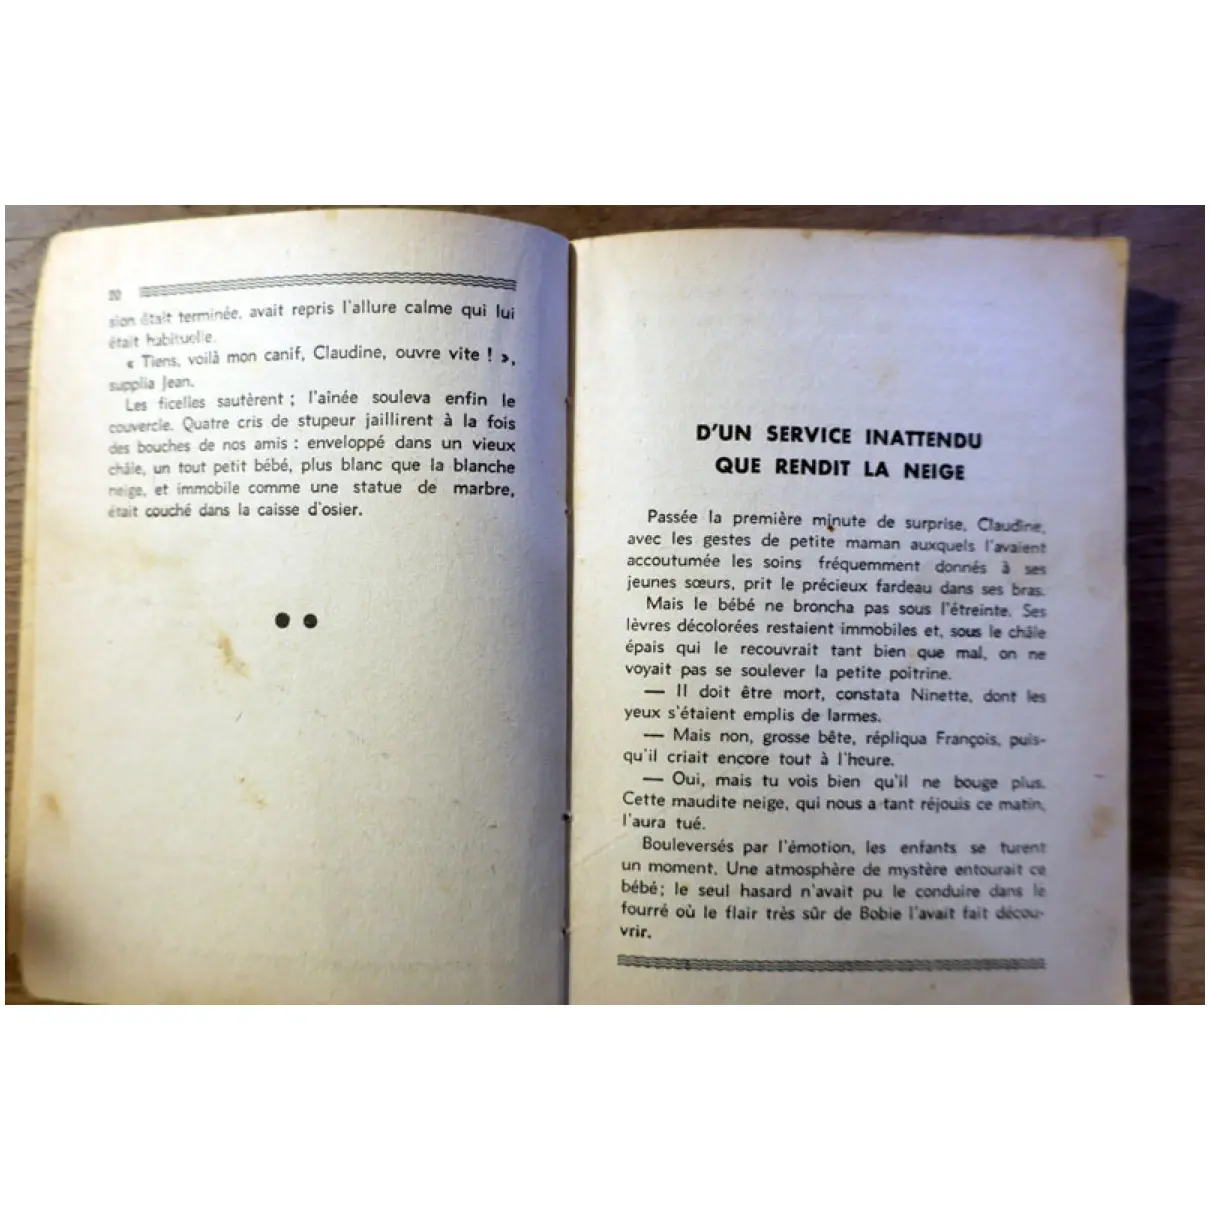 20
sion était terminée, avait repris l'allure calme qui lui
était habituelle.
« Tiens, voilà mon canif, Claudine, ouvre vite ! »,
supplia Jean.
Les ficelles sautèrent ; l'aînée souleva enfin le
couvercle. Quatre cris de stupeur jaillirent à la fois
des bouches de nos amis : enveloppé dans un vieux
châle, un tout petit bébé, plus blanc que la blanche
neige, et immobile comme une statue de marbre,
était couché dans la caisse d'osier.
D'UN SERVICE INATTENDU
QUE RENDIT LA NEIGE
Passée la première minute de surprise, Claudine,
avec les gestes de petite maman auxquels l'avaient
accoutumée les soins fréquemment donnés à ses
jeunes sœurs, prit le précieux fardeau dans ses bras.
Mais le bébé ne broncha pas sous l'étreinte. Ses
lèvres décolorées restaient immobiles et, sous le châle
épais qui le recouvrait tant bien que mal, on ne
voyait pas se soulever la petite poitrine.
— Il doit être mort, constata Ninette, dont les
yeux s'étaient emplis de larmes.
— Mais non, grosse bête, répliqua François, puis-
qu'il criait encore tout à l'heure.
— Oui, mais tu vois bien qu'il ne bouge plus.
Cette maudite neige, qui nous a tant réjouis ce matin,
l'aura tué.
Bouleversés par l'émotion, les enfants se turent
un moment. Une atmosphère de mystère entourait ce
bébé; le seul hasard n'avait pu le conduire dans le
fourré où le flair très sûr de Bobie l'avait fait décou-
vrir.